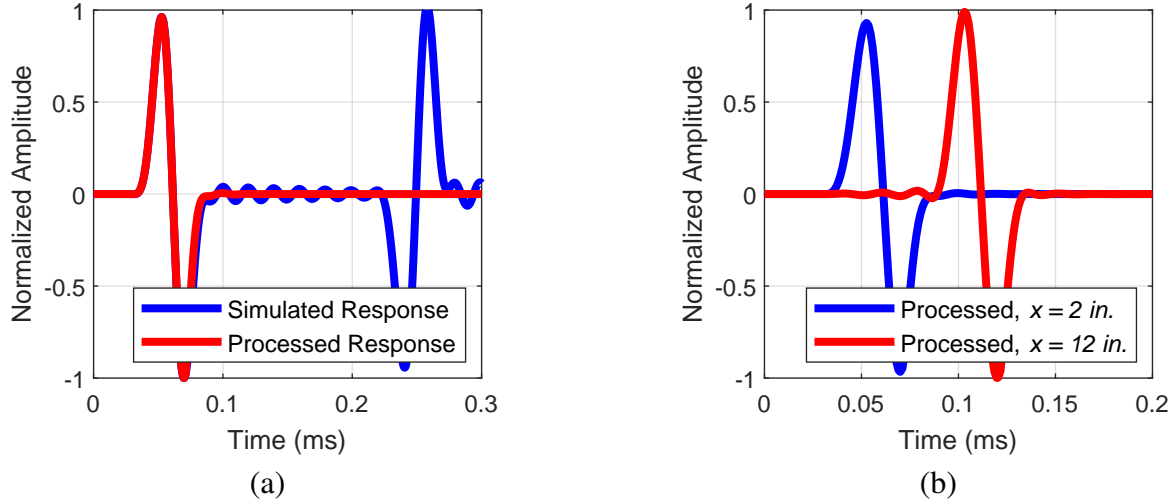 1
0.5
0
-0.5
-1
Normalized Amplitude
Simulated Response
Processed Response
0
0.1
0.2
0.3
Time (ms)
(a)
1
0.5
0
-0.5
-1
Normalized Amplitude
Processed, x = 2 in.
Processed, x = 12 in.
0
0.05
0.1
0.15
0.2
Time (ms)
(b)